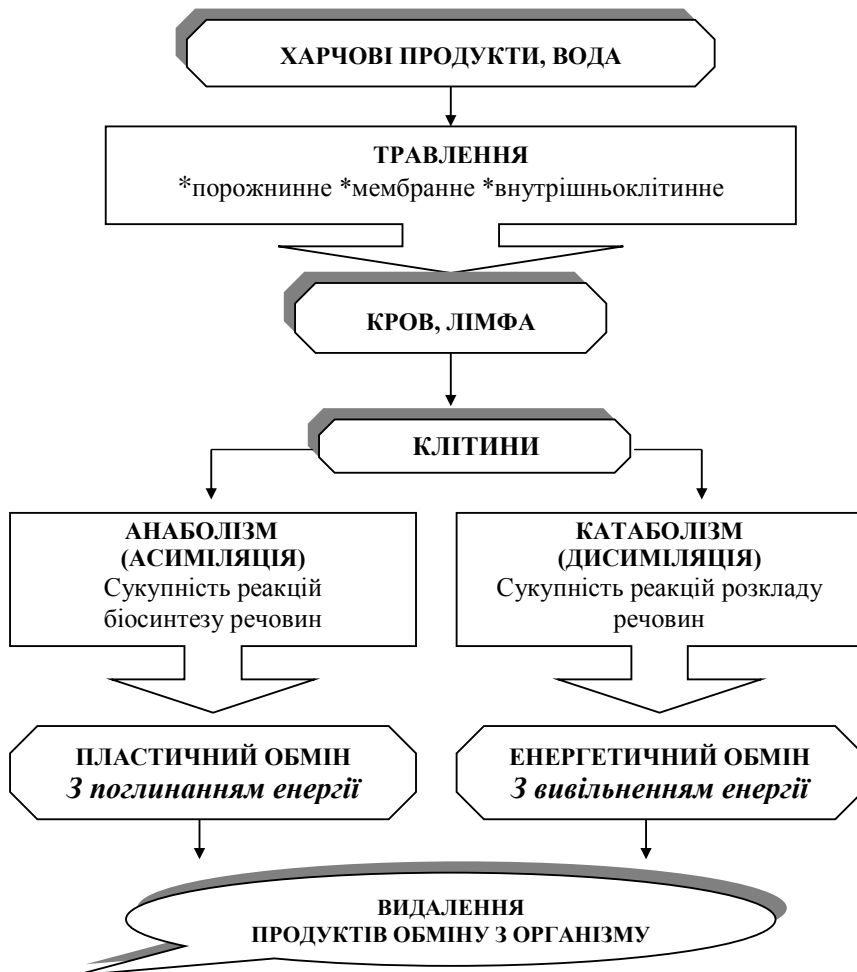 ХАРЧОВІ ПРОДУКТИ, ВОДА
ТРАВЛЕННЯ
*порожнинне *мембранне *внутрішньоклітинне
КРОВ, ЛІМФА
КЛІТИНИ
АНАБОЛІЗМ
(АСИМІЛЯЦІЯ)
Сукупність реакцій
біосинтезу речовин
КАТАБОЛІЗМ
(ДИСИМІЛЯЦІЯ)
Сукупність реакцій розкладу
речовин
ПЛАСТИЧНИЙ ОБМІН
З поглинанням енергії
ЕНЕРГЕТИЧНИЙ ОБМІН
З вивільненням енергії
ВИДАЛЕННЯ
ПРОДУКТІВ ОБМІНУ З ОРГАНІЗМУ